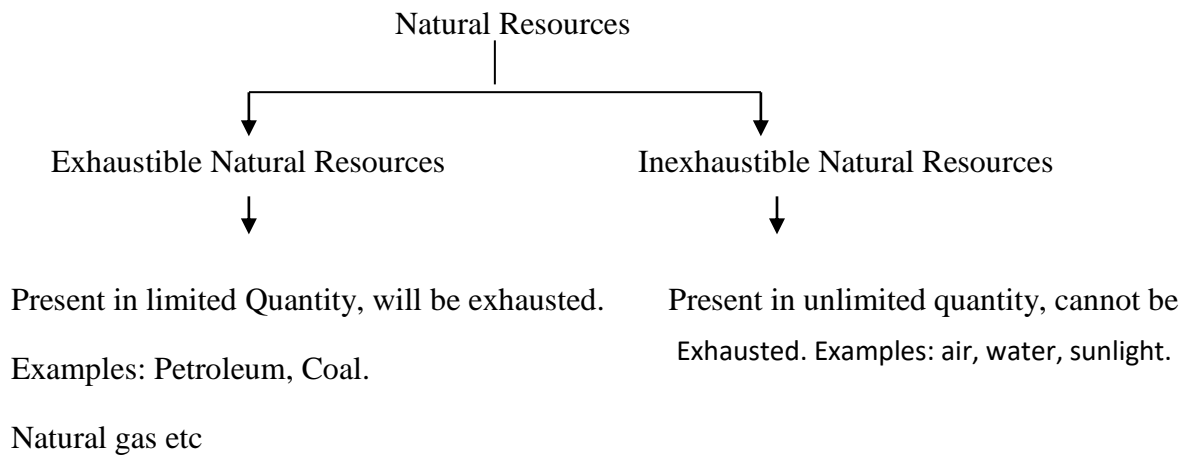 Natural Resources
Exhaustible Natural Resources
Inexhaustible Natural Resources
Present in limited Quantity, will be exhausted.
Examples: Petroleum, Coal.
Natural gas etc
Present in unlimited quantity, cannot be
Exhausted. Examples: air, water, sunlight.